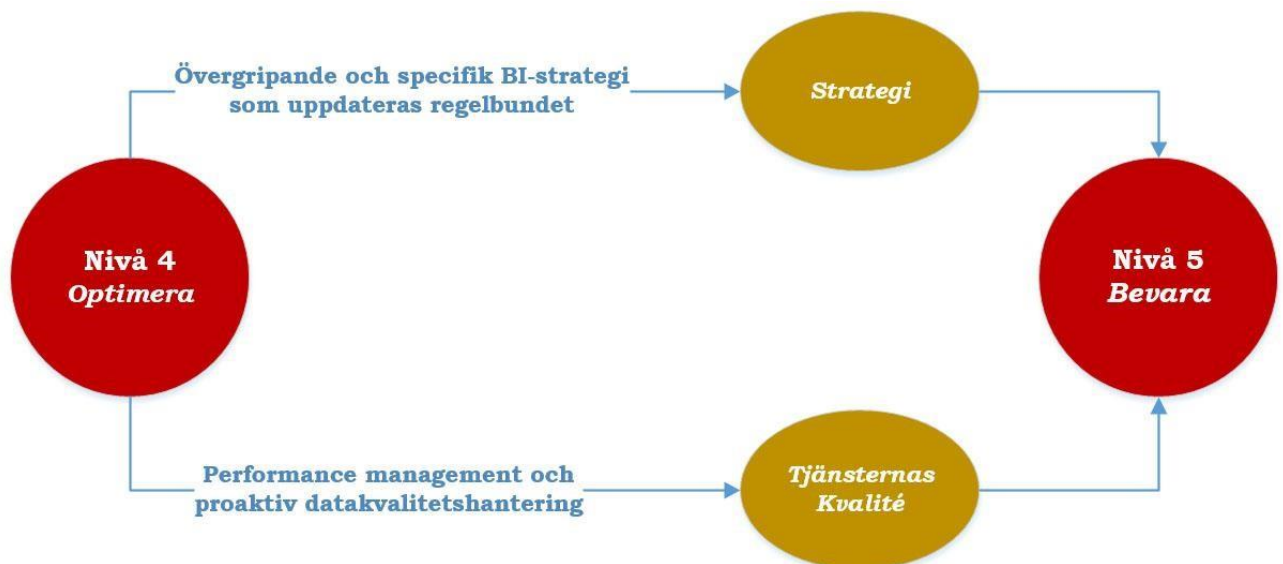 Övergripande och specifik BI-strategi
som uppdateras regelbundet
Strategi
Nivå 4
Optimera
Nivå 5
Bevara
Performance management och
proaktiv datakvalitetshantering
Tjänsternas
Kvalité